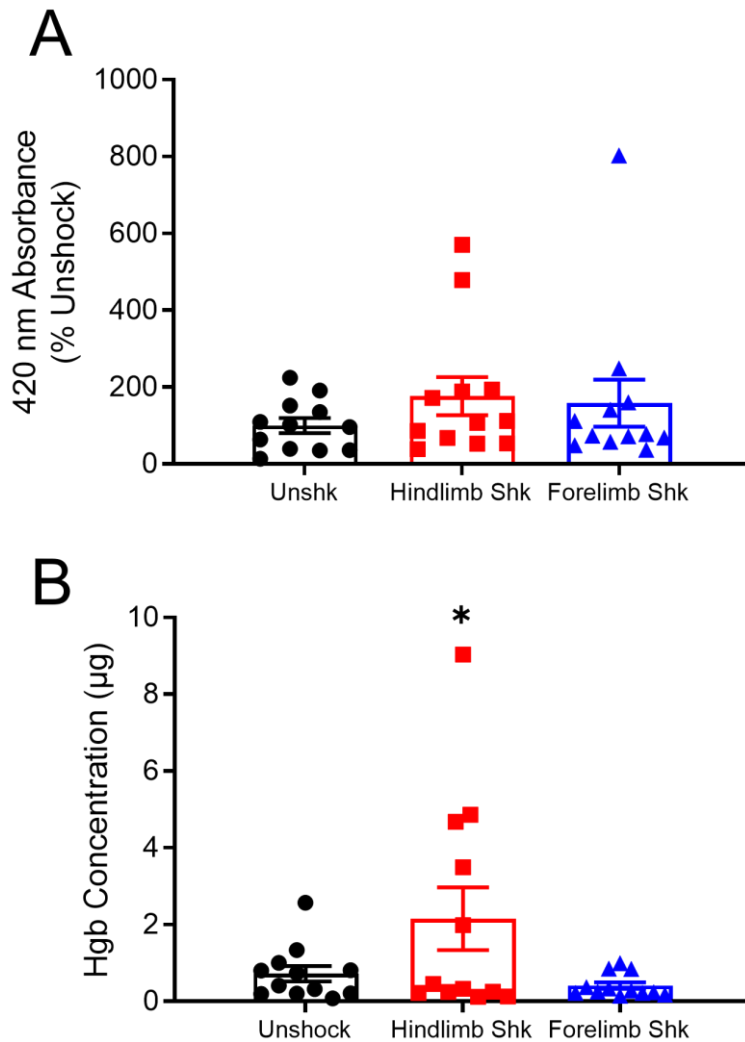 A
1000
800
600
400
200
0
420 nm Absorbance
(% Unshock)
Unshk Hindlimb Shk Forelimb Shk
B
*
10
8
6
4
2
0
Hgb Concentration (µg)
Unshock Hindlimb Shk Forelimb Shk